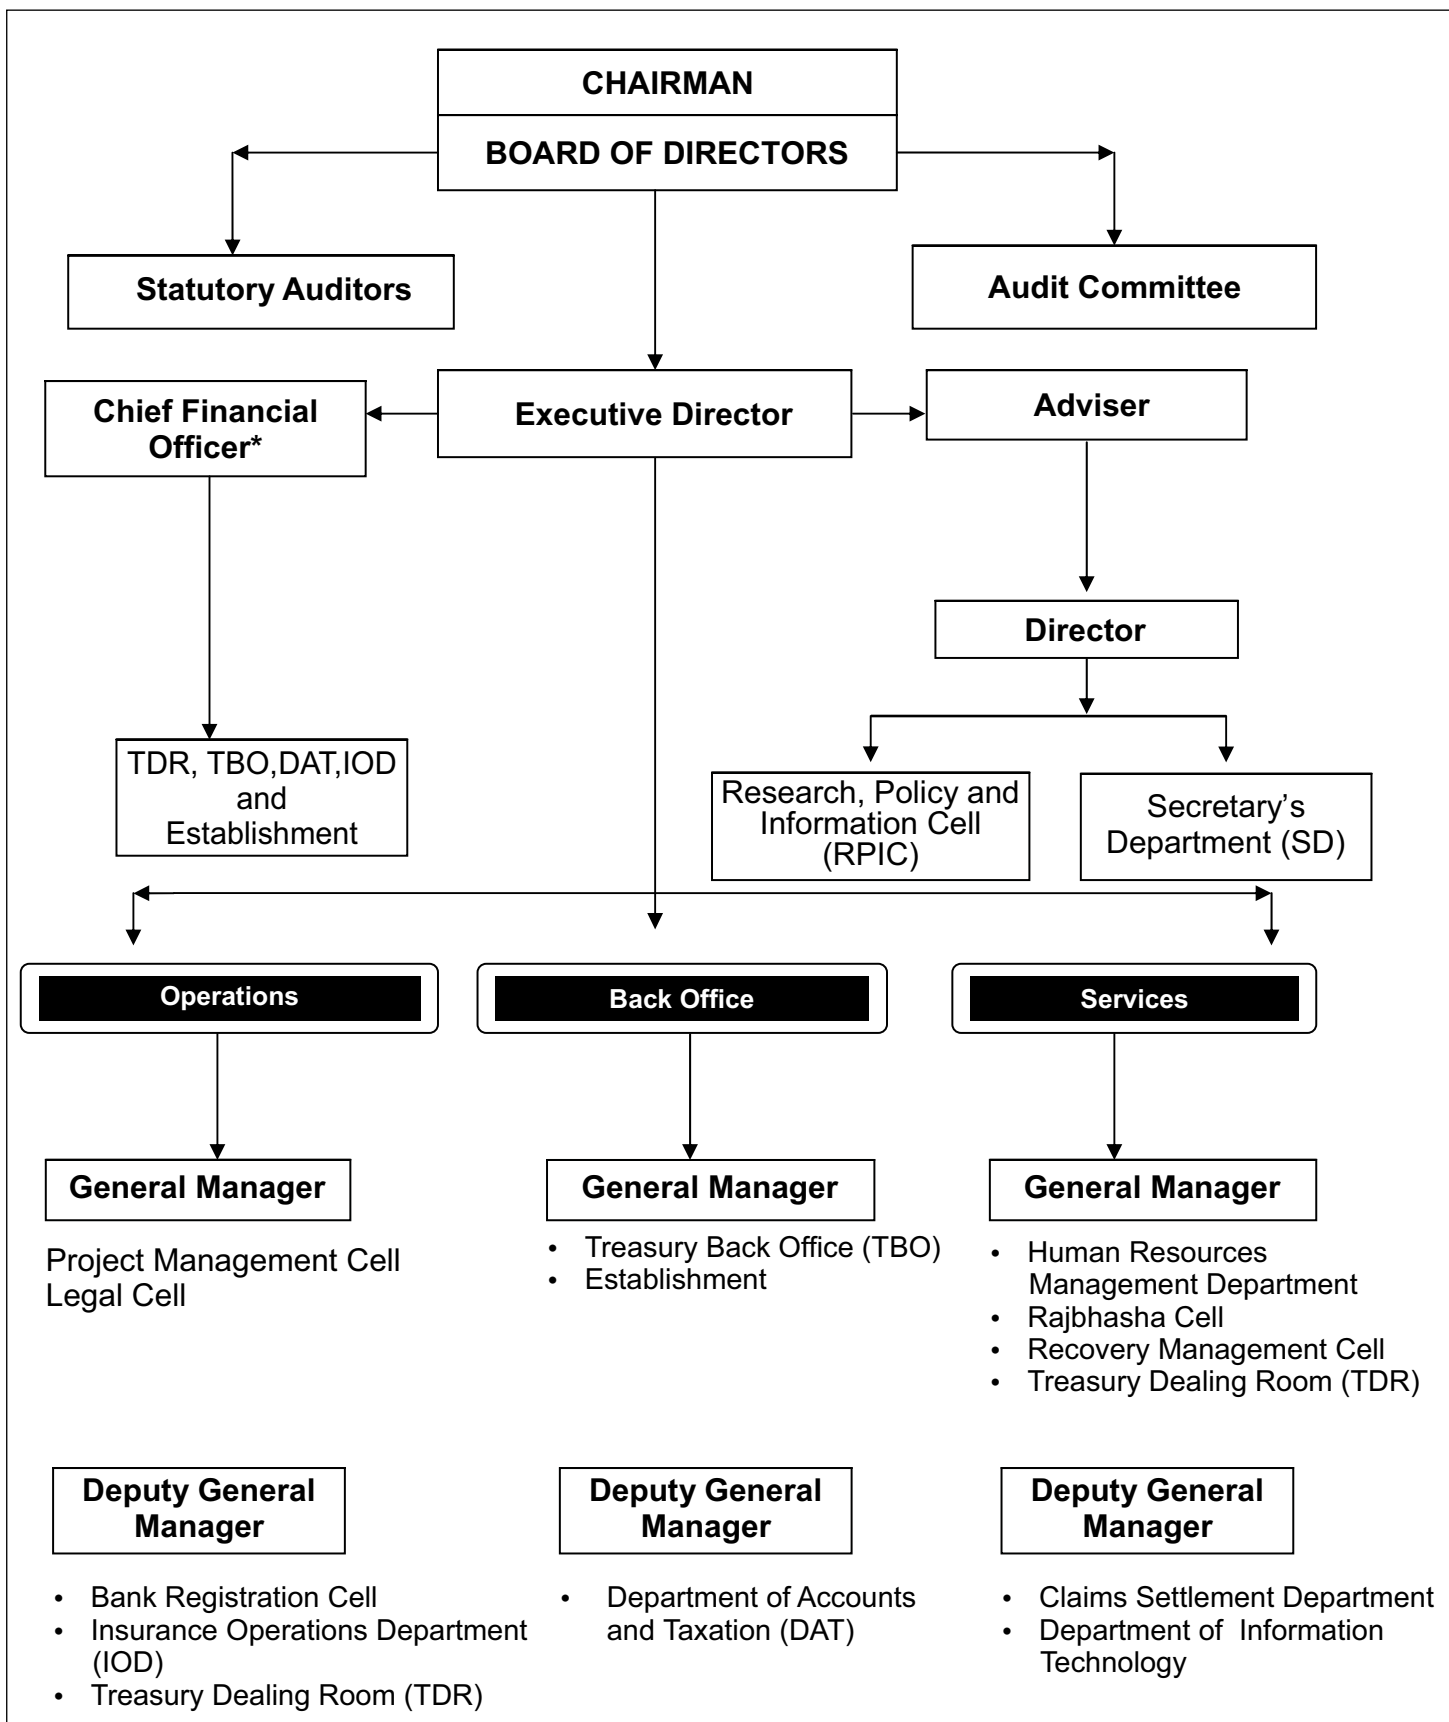 CHAIRMAN
BOARD OF DIRECTORS
Statutory Auditors
Audit Committee
Chief Financial
Officer*
Executive Director
Adviser
Director
TDR, TBO,DAT,IOD
and
Establishment
Research, Policy and
Information Cell
(RPIC)
Secretary’s
Department (SD)
Operations
Back Office
Services
General Manager
Project Management Cell
Legal Cell
General Manager
• Treasury Back Office (TBO)
• Establishment
General Manager
• Human Resources
Management Department
• Rajbhasha Cell
• Recovery Management Cell
• Treasury Dealing Room (TDR)
Deputy General
Manager
• Bank Registration Cell
• Insurance Operations Department
(IOD)
• Treasury Dealing Room (TDR)
Deputy General
Manager
• Department of Accounts
and Taxation (DAT)
Deputy General
Manager
• Claims Settlement Department
• Department of Information
Technology